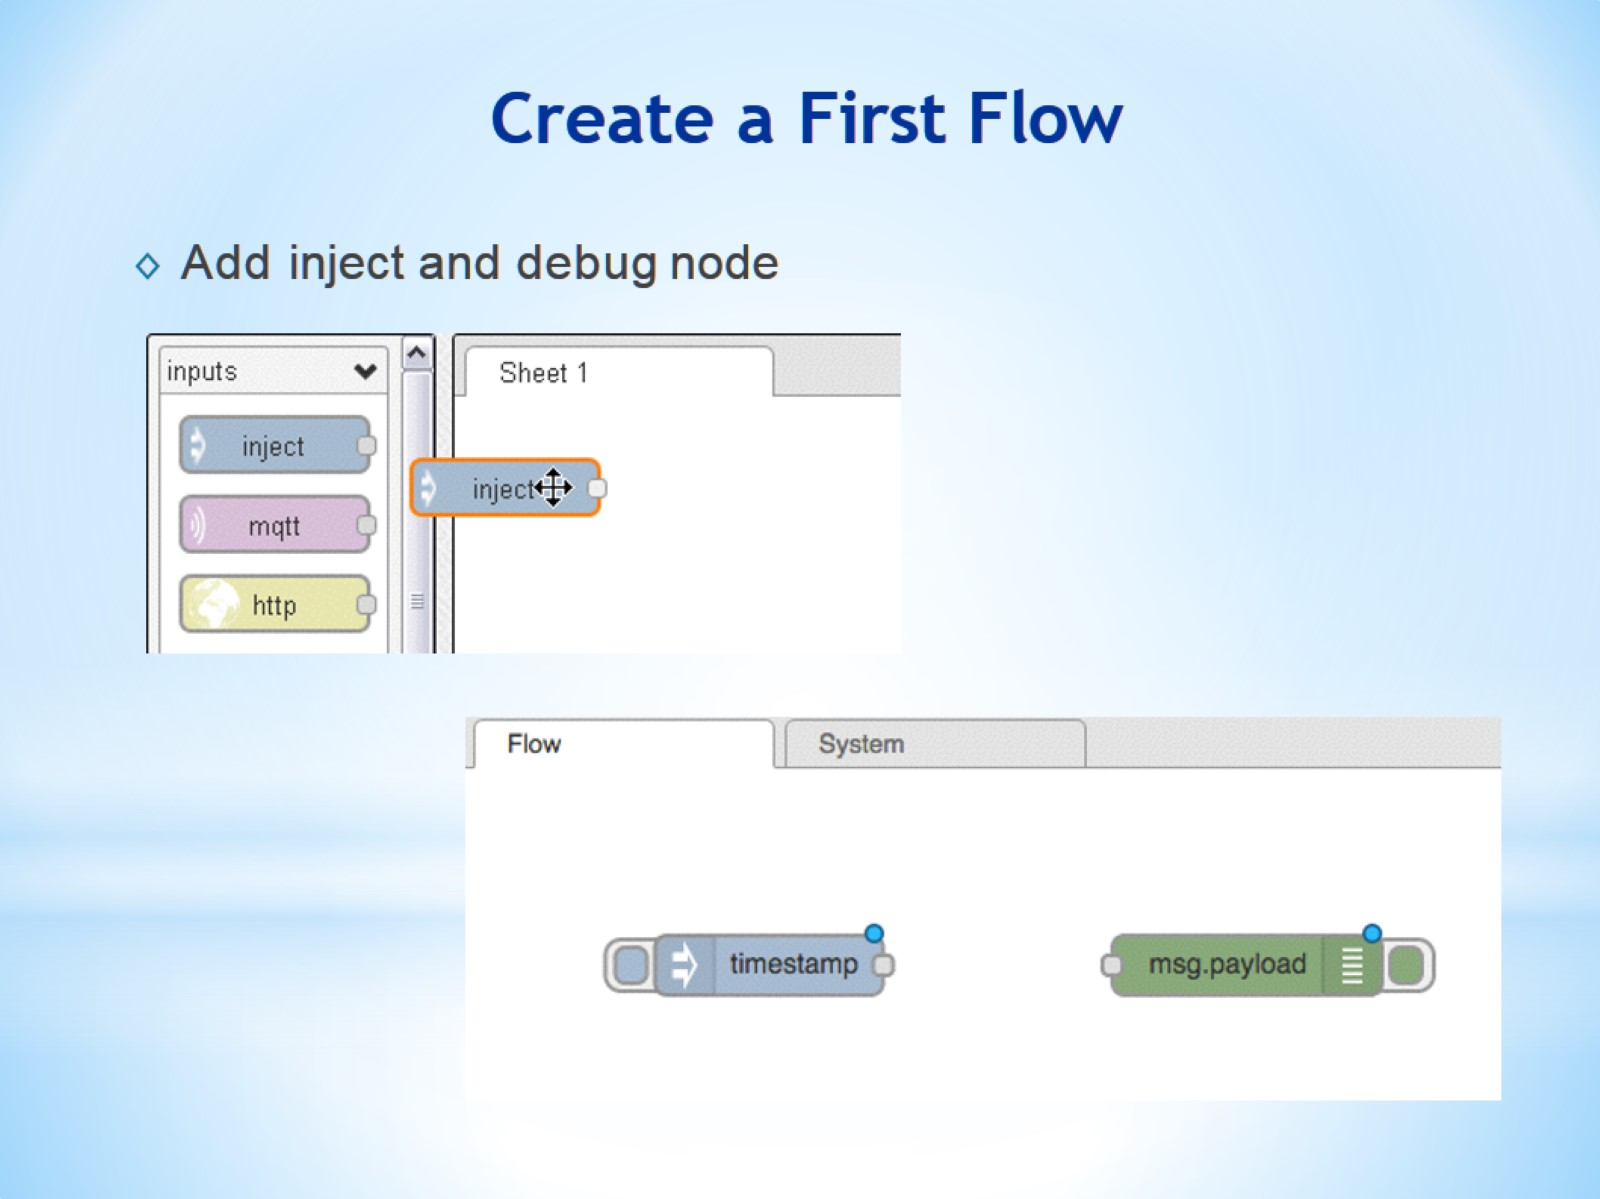 Create a First Flow
Add inject and debug node
inputs
Sheet 1
inject
inject
mqtt
http
Flow
System
timestamp
msg.payload